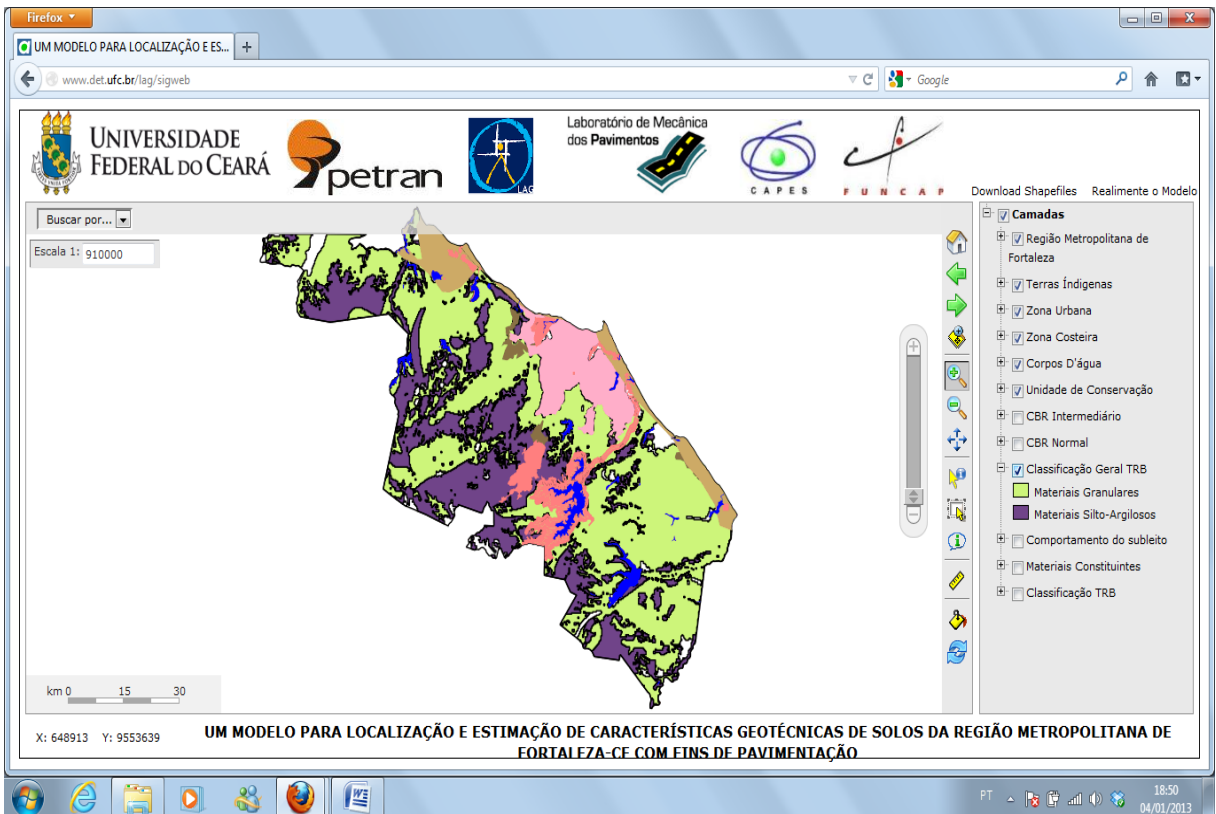 Firefox
UM MODELO PARA LOCALIZAÇÃO E ES...
www.det.ufc.br/lag/sigweb
Google
UNIVERSIDADE
FEDERAL DO CEARÁ
petran
LAG
Laboratório de Mecânica
dos Pavimentos
CAPES
FUNCAP
Download Shapefiles Realimente o Modelo
Buscar por...
Escala 1: 910000
Camadas
Região Metropolitana de
Fortaleza
Terras Índigenas
Zona Urbana
Zona Costeira
Corpos D'água
Unidade de Conservação
CBR Intermediário
CBR Normal
Classificação Geral TRB
Materiais Granulares
Materiais Silto-Argilosos
Comportamento do subleito
Materiais Constituintes
Classificação TRB
km 0 15 30
X: 648913 Y: 9553639
UM MODELO PARA LOCALIZAÇÃO E ESTIMAÇÃO DE CARACTERÍSTICAS GEOTÉCNICAS DE SOLOS DA REGIÃO METROPOLITANA DE
FORTALEZA-CE COM FINS DE PAVIMENTAÇÃO
PT
18:50
04/01/2013